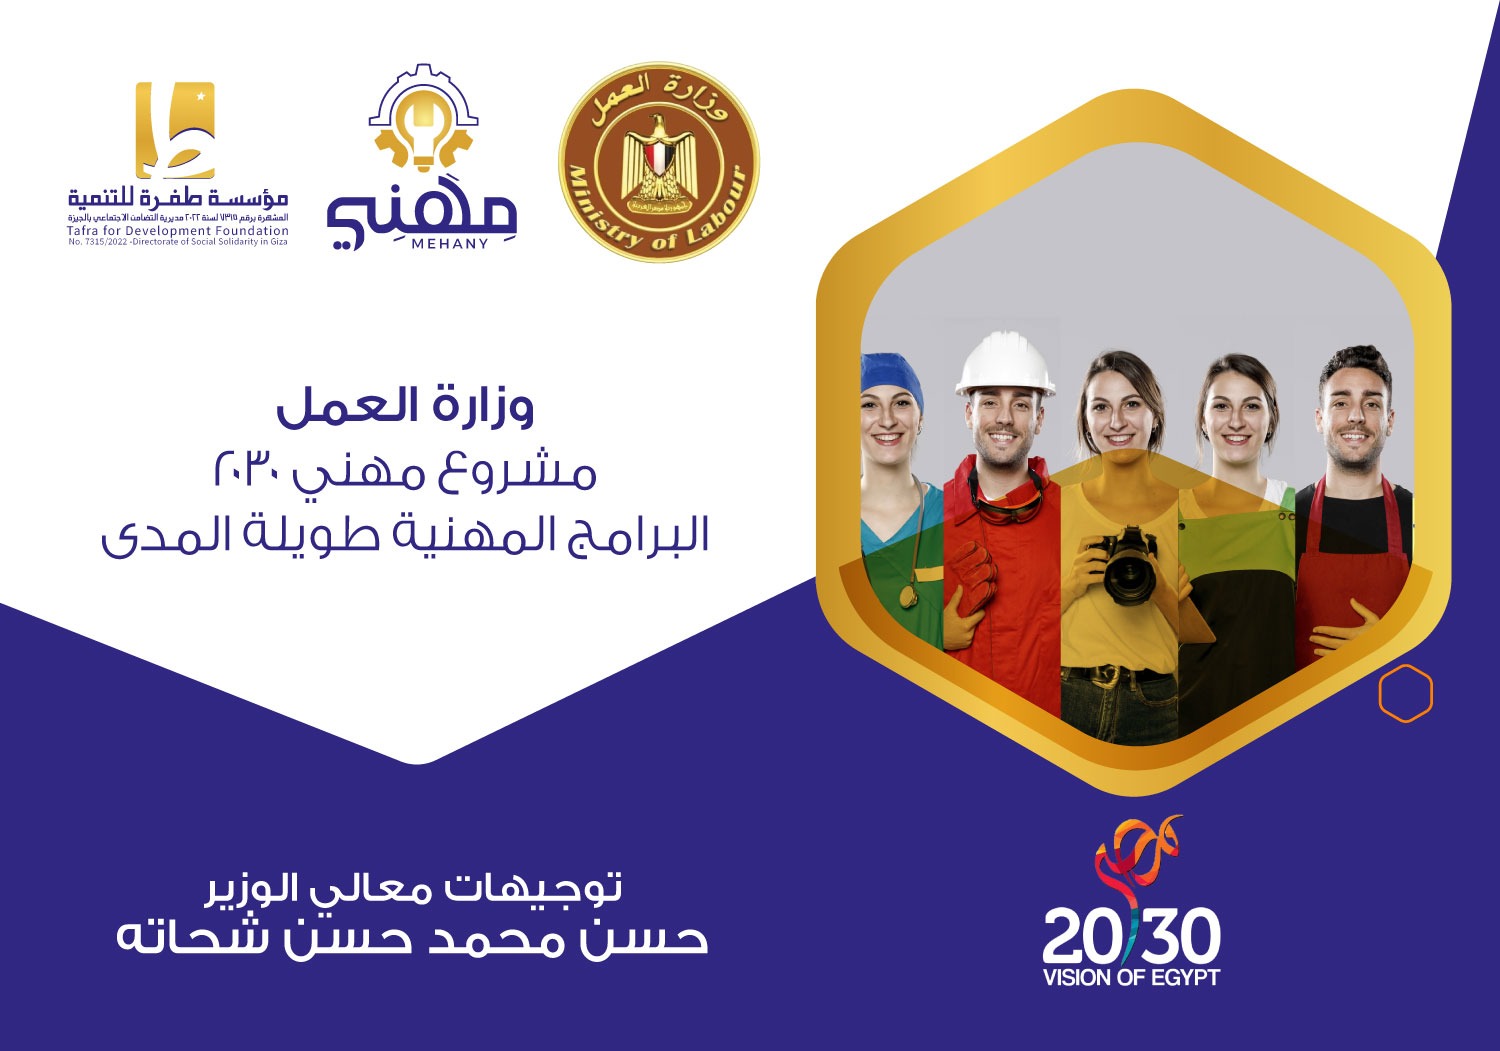 مؤسسة طفرة للتنمية
المشهرة برقم ٧٣١٥ لسنة ٢٠٢٢ مديرية التضامن الاجتماعي بالجيزة
Tafra for Development Foundation
No. 7315/2022 -Directorate of Social Solidarity in Giza
مهني
MEHANY
وزارة العمل
Ministry of Labour
وزارة العمل
مشروع مهني ٢٠٣٠
البرامج المهنية طويلة المدى
توجيهات معالي الوزير
حسن محمد حسن شحاته
2030
VISION OF EGYPT